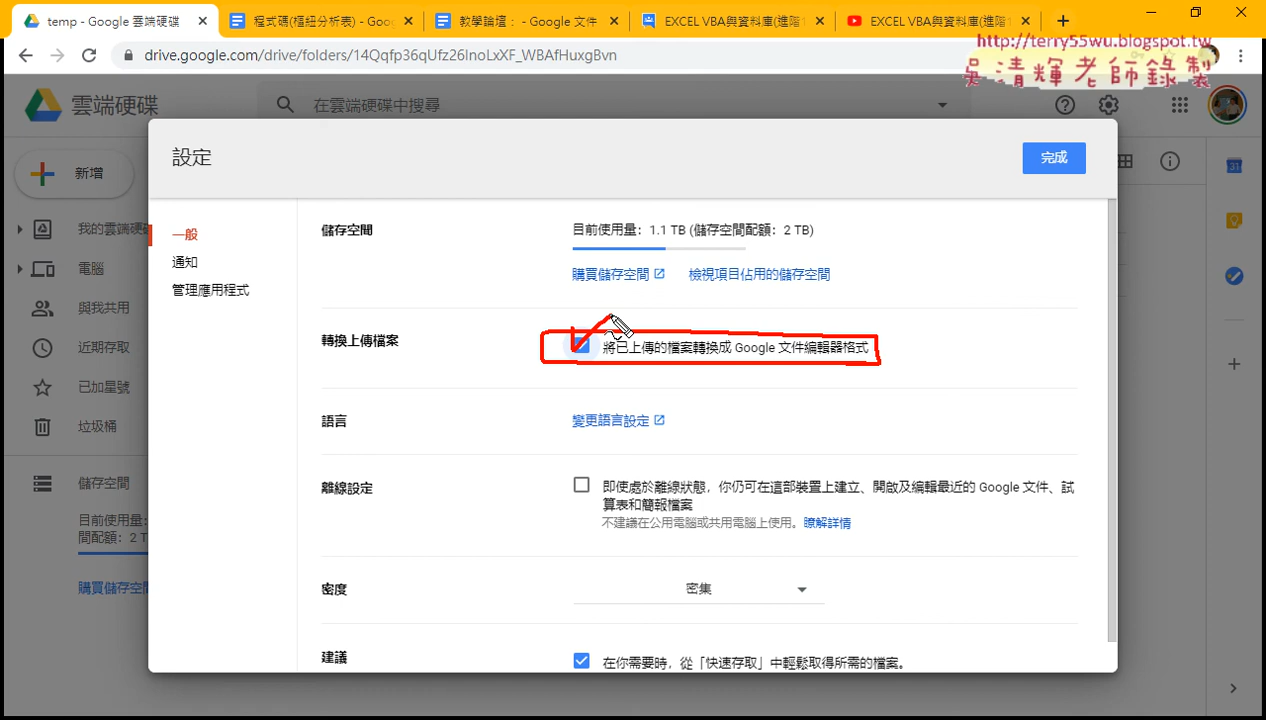 temp - Google 雲端硬碟
程式碼(樞紐分析表) - Goog
教學論壇： - Google 文件
EXCEL VBA與資料庫(進階1
EXCEL VBA與資料庫(進階1
drive.google.com/drive/folders/14Qqfp36qUfz26InoLxXF_WBAfHuxgBvn
http://terry55wu.blogspot.tw
吳清輝老師錄製
雲端硬碟
在雲端硬碟中搜尋
新增
我的雲端硬碟
電腦
與我共用
近期存取
已加星號
垃圾桶
儲存空間
目前使用量:
間配額：2 T
購買儲存空間
31
設定
完成
一般
通知
管理應用程式
儲存空間
目前使用量：1.1 TB (儲存空間配額：2 TB)
購買儲存空間
檢視項目佔用的儲存空間
轉換上傳檔案
將已上傳的檔案轉換成 Google 文件編輯器格式
語言
變更語言設定
離線設定
即使處於離線狀態，你仍可在這部裝置上建立、開啟及編輯最近的 Google 文件、試
算表和簡報檔案
不建議在公用電腦或共用電腦上使用。瞭解詳情
密度
密集
建議
在你需要時，從「快速存取」中輕鬆取得所需的檔案。